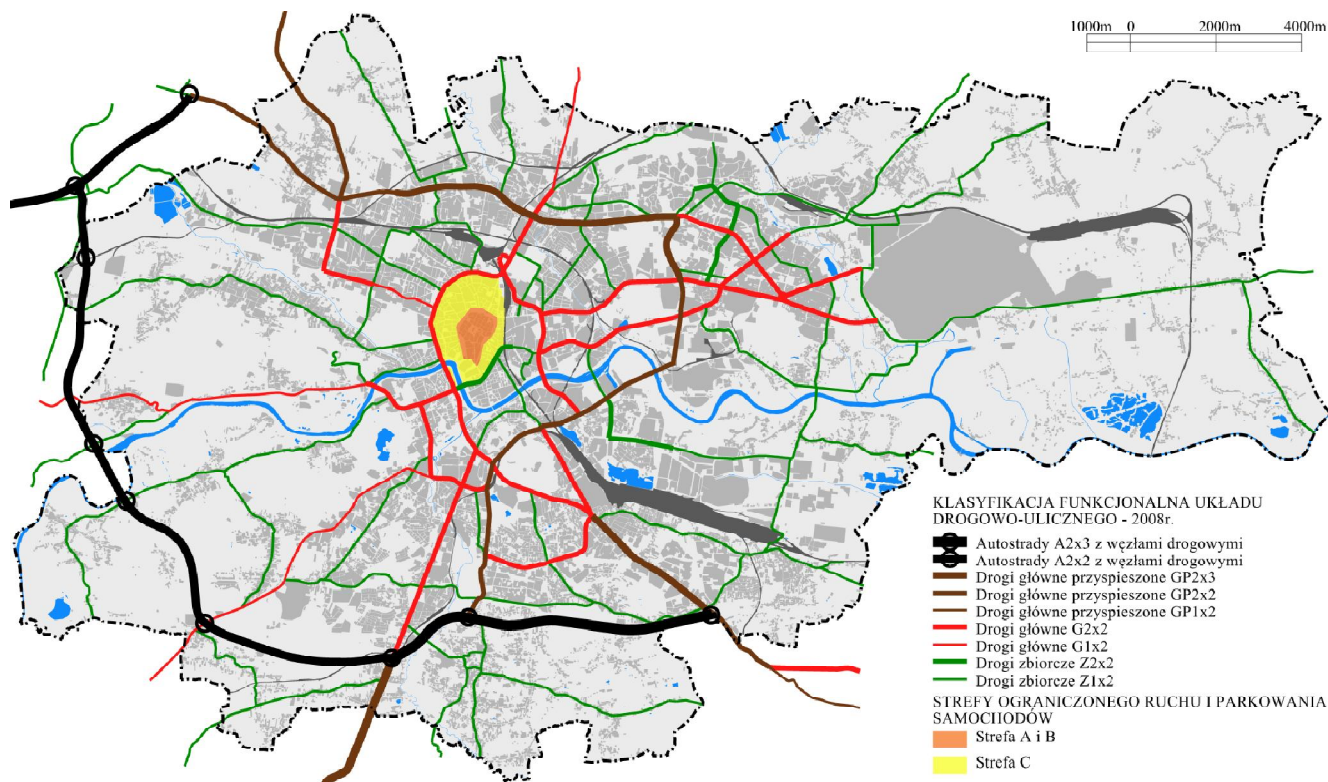 1000m 0 2000m 4000m
KLASYFIKACJA FUNKCJONALNA UKŁADU
DROGOWO-ULICZNEGO - 2008r.
Autostrady A2x3 z węzłami drogowymi
Autostrady A2x2 z węzłami drogowymi
Drogi główne przyspieszone GP2x3
Drogi główne przyspieszone GP2x2
Drogi główne przyspieszone GP1x2
Drogi główne G2x2
Drogi główne G1x2
Drogi zbiorcze Z2x2
Drogi zbiorcze Z1x2
STREFY OGRANICZONEGO RUCHU I PARKOWANIA
SAMOCHODÓW
Strefa A i B
Strefa C